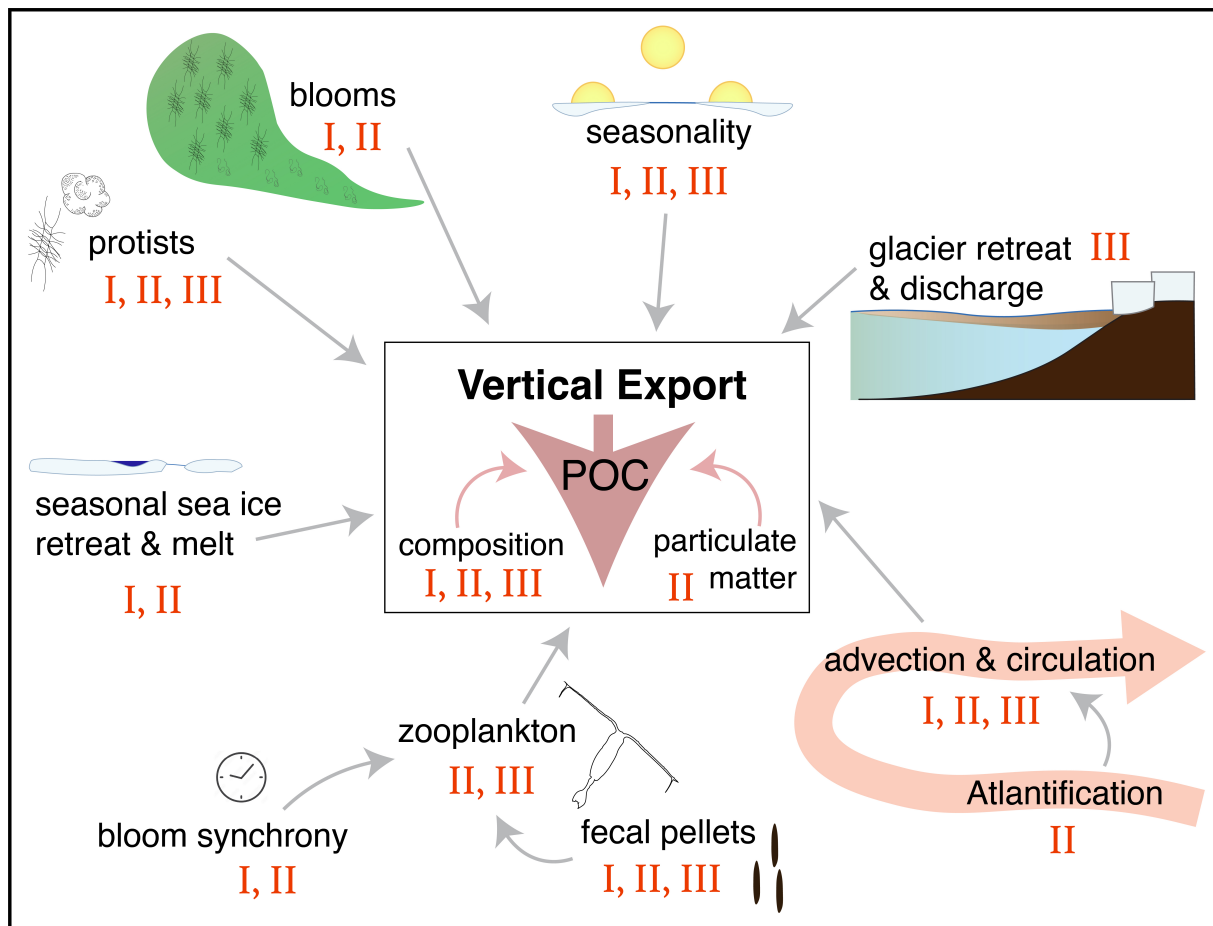 blooms
I, II
seasonality
I, II, III
protists
I, II, III
glacier retreat III
& discharge
Vertical Export
POC
composition
I, II, III
particulate
matter
II
seasonal sea ice
retreat & melt
I, II
advection & circulation
I, II, III
Atlantification
II
zooplankton
II, III
bloom synchrony
I, II
fecal pellets
I, II, III